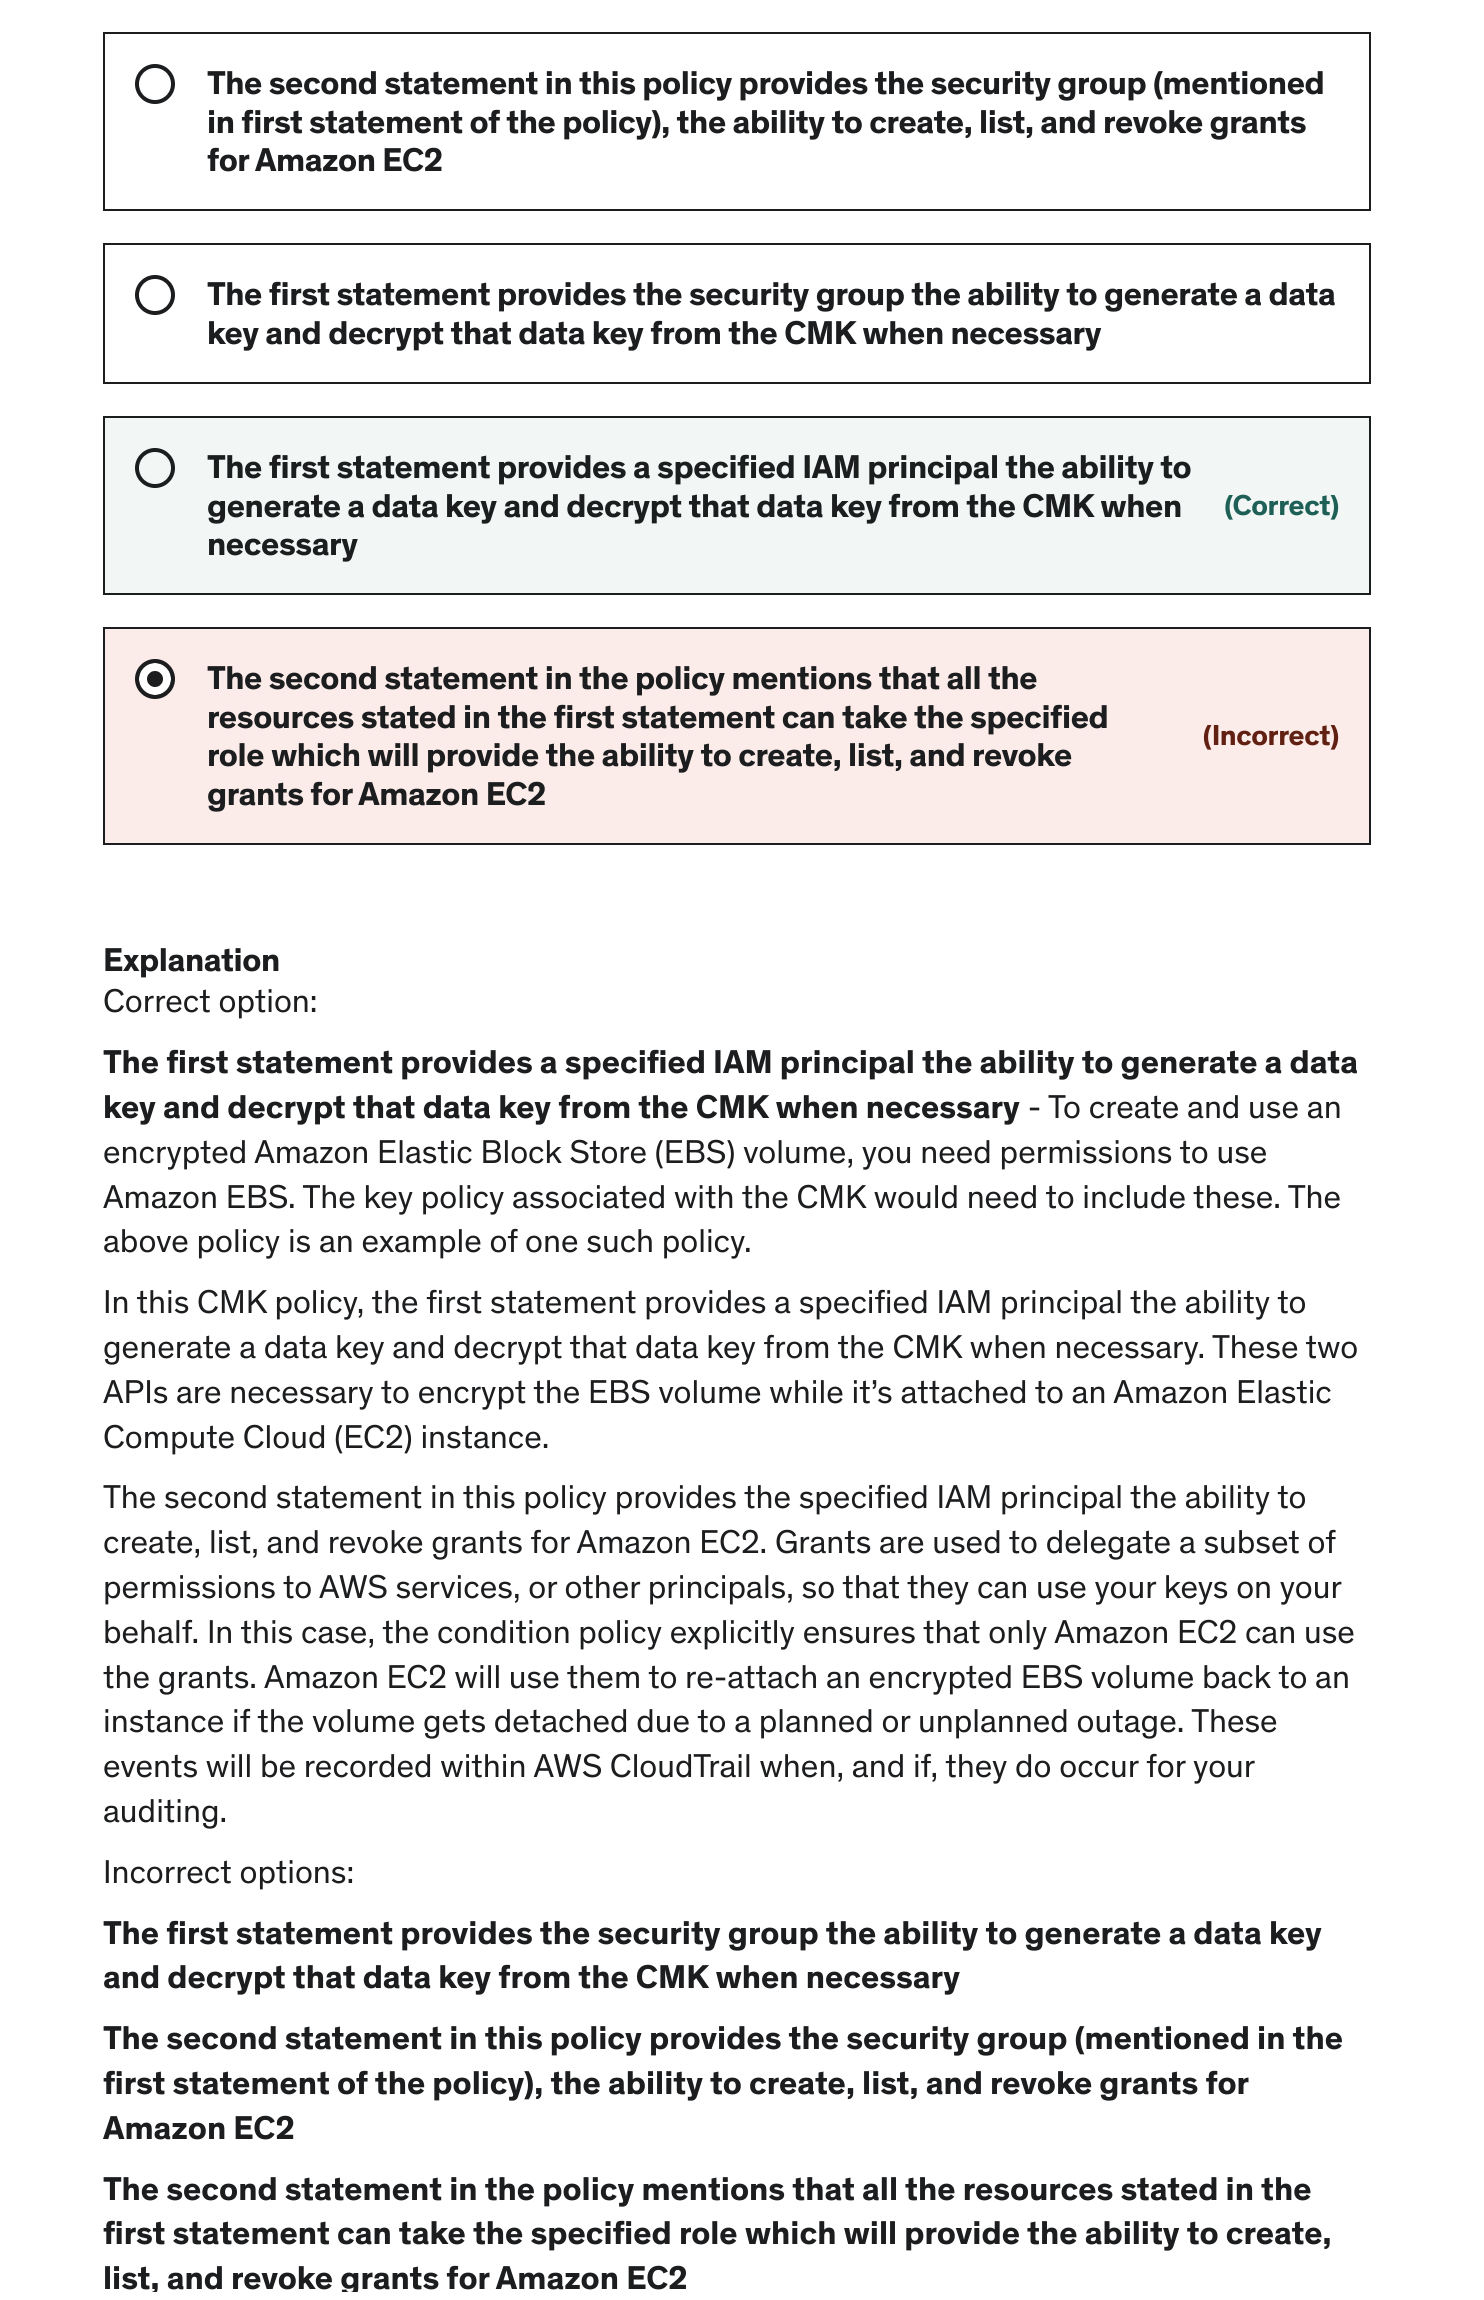 The second statement in this policy provides the security group (mentioned
in first statement of the policy), the ability to create, list, and revoke grants
for Amazon EC2
The first statement provides the security group the ability to generate a data
key and decrypt that data key from the CMK when necessary
The first statement provides a specified IAM principal the ability to
generate a data key and decrypt that data key from the CMK when
necessary
(Correct)
The second statement in the policy mentions that all the
resources stated in the first statement can take the specified
role which will provide the ability to create, list, and revoke
grants for Amazon EC2
(Incorrect)
Explanation
Correct option:
The first statement provides a specified IAM principal the ability to generate a data
key and decrypt that data key from the CMK when necessary - To create and use an
encrypted Amazon Elastic Block Store (EBS) volume, you need permissions to use
Amazon EBS. The key policy associated with the CMK would need to include these. The
above policy is an example of one such policy.
In this CMK policy, the first statement provides a specified IAM principal the ability to
generate a data key and decrypt that data key from the CMK when necessary. These two
APIs are necessary to encrypt the EBS volume while it’s attached to an Amazon Elastic
Compute Cloud (EC2) instance.
The second statement in this policy provides the specified IAM principal the ability to
create, list, and revoke grants for Amazon EC2. Grants are used to delegate a subset of
permissions to AWS services, or other principals, so that they can use your keys on your
behalf. In this case, the condition policy explicitly ensures that only Amazon EC2 can use
the grants. Amazon EC2 will use them to re-attach an encrypted EBS volume back to an
instance if the volume gets detached due to a planned or unplanned outage. These
events will be recorded within AWS CloudTrail when, and if, they do occur for your
auditing.
Incorrect options:
The first statement provides the security group the ability to generate a data key
and decrypt that data key from the CMK when necessary
The second statement in this policy provides the security group (mentioned in the
first statement of the policy), the ability to create, list, and revoke grants for
Amazon EC2
The second statement in the policy mentions that all the resources stated in the
first statement can take the specified role which will provide the ability to create,
list, and revoke grants for Amazon EC2